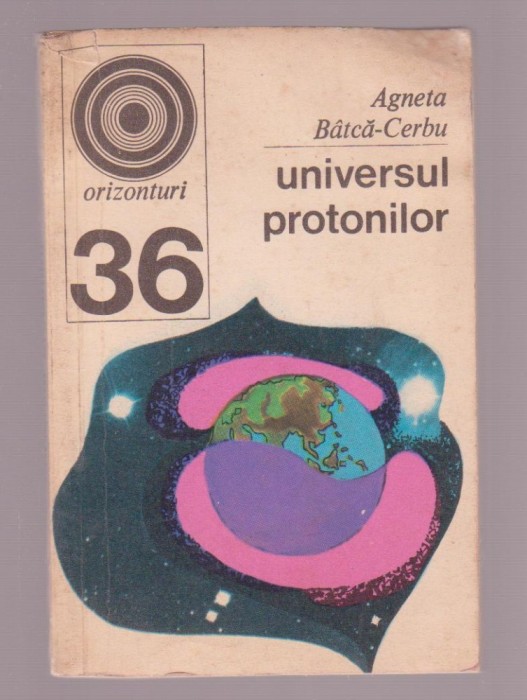 orizonturi
36
Agneta
Bâtcă-Cerbu
universul
protonilor